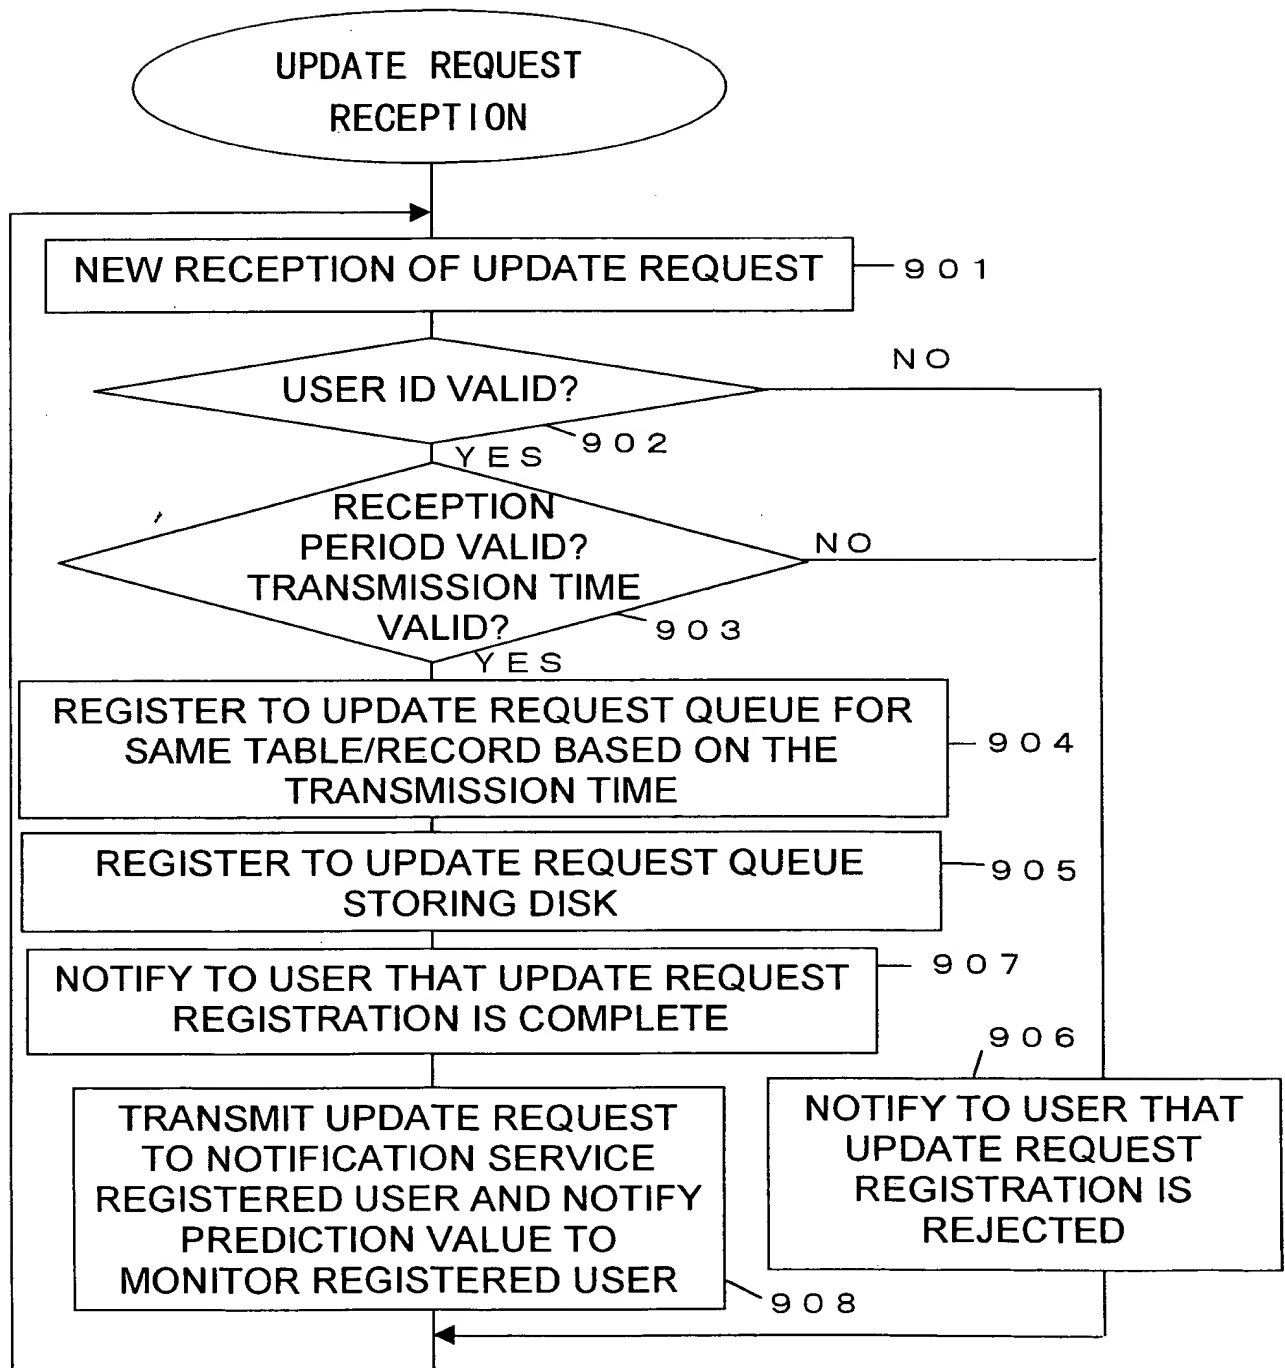 UPDATE REQUEST
RECEPTION
NEW RECEPTION OF UPDATE REQUEST
901
USER ID VALID?
NO
902
YES
RECEPTION
PERIOD VALID?
TRANSMISSION TIME
VALID?
NO
903
YES
REGISTER TO UPDATE REQUEST QUEUE FOR
SAME TABLE/RECORD BASED ON THE
TRANSMISSION TIME
904
REGISTER TO UPDATE REQUEST QUEUE
STORING DISK
905
NOTIFY TO USER THAT UPDATE REQUEST
REGISTRATION IS COMPLETE
907
906
NOTIFY TO USER THAT
UPDATE REQUEST
REGISTRATION IS
REJECTED
TRANSMIT UPDATE REQUEST
TO NOTIFICATION SERVICE
REGISTERED USER AND NOTIFY
PREDICTION VALUE TO
MONITOR REGISTERED USER
908